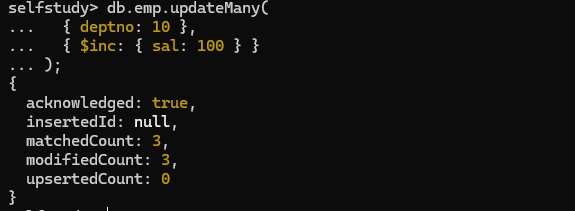 selfstudy> db.emp.updateMany(
...   { deptno: 10 },
...   { $inc: { sal: 100 } }
... );
{
  acknowledged: true,
  insertedId: null,
  matchedCount: 3,
  modifiedCount: 3,
  upsertedCount: 0
}